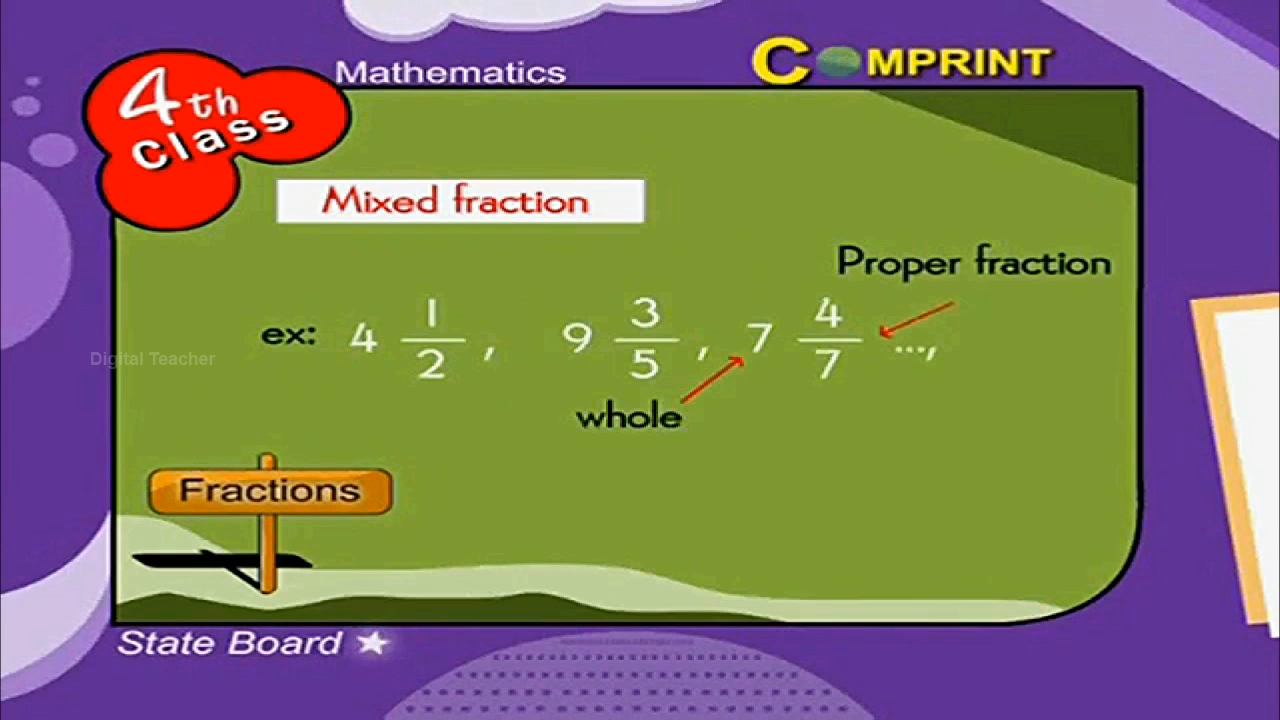 Mathematics
COMPRINT
4th
Class
Mixed fraction
Proper fraction
ex: 4 1/2, 9 3/5, 7 4/7 ...,
whole
Digital Teacher
Fractions
State Board